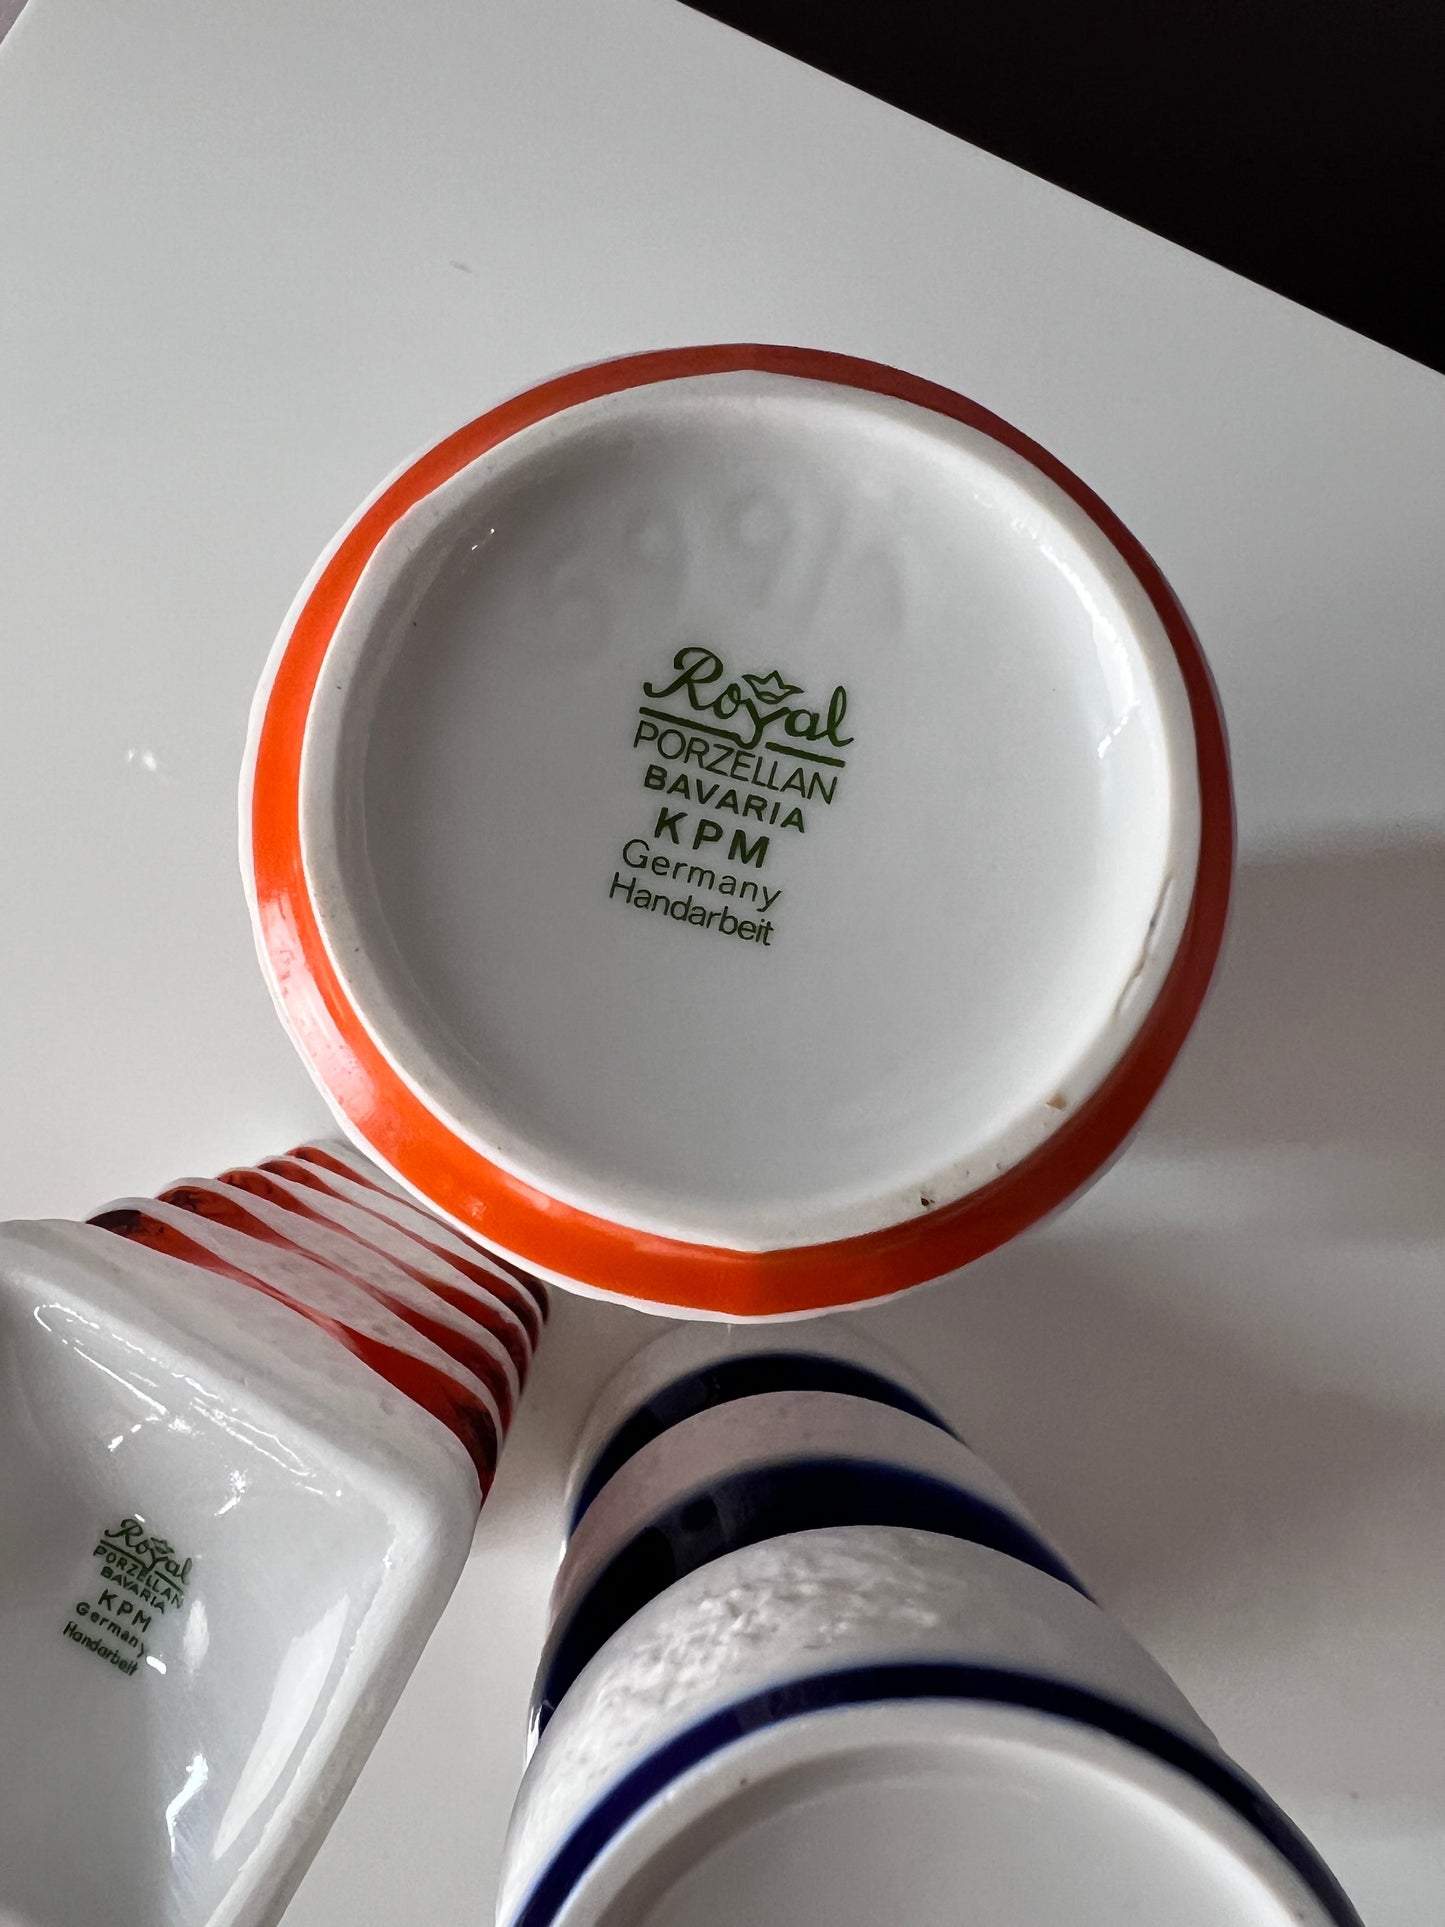 Royal
PORZELLAN
BAVARIA
KPM
Germany
Handarbeit
Royal
PORZELLAN
BAVARIA
KPM
Germany
Handarbeit